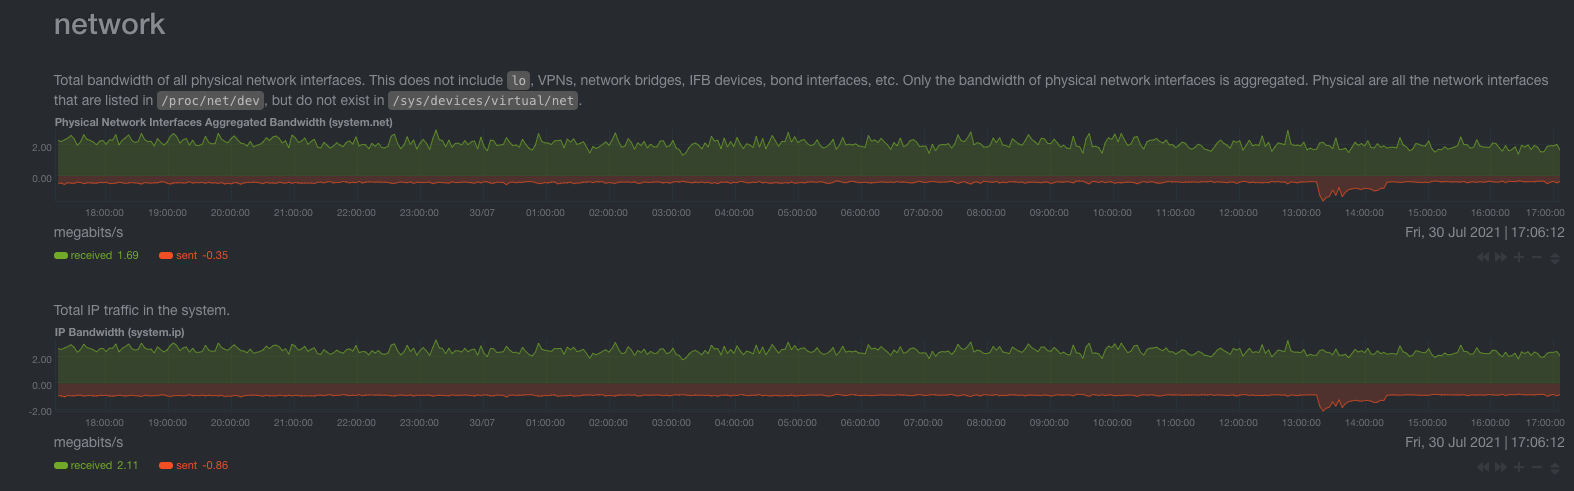 network
Total bandwidth of all physical network interfaces. This does not include lo, VPNs, network bridges, IFB devices, bond interfaces, etc. Only the bandwidth of physical network interfaces is aggregated. Physical are all the network interfaces
that are listed in /proc/net/dev, but do not exist in /sys/devices/virtual/net.
Physical Network Interfaces Aggregated Bandwidth (system.net)
2.00
0.00
18:00:00 19:00:00 20:00:00 21:00:00 22:00:00 23:00:00 30/07 01:00:00 02:00:00 03:00:00 04:00:00 05:00:00 06:00:00 07:00:00 08:00:00 09:00:00 10:00:00 11:00:00 12:00:00 13:00:00 14:00:00 15:00:00 16:00:00 17:00:00
megabits/s Fri, 30 Jul 2021 | 17:06:12
received 1.69 sent -0.35
Total IP traffic in the system.
IP Bandwidth (system.ip)
2.00
0.00
-2.00
18:00:00 19:00:00 20:00:00 21:00:00 22:00:00 23:00:00 30/07 01:00:00 02:00:00 03:00:00 04:00:00 05:00:00 06:00:00 07:00:00 08:00:00 09:00:00 10:00:00 11:00:00 12:00:00 13:00:00 14:00:00 15:00:00 16:00:00 17:00:00
megabits/s Fri, 30 Jul 2021 | 17:06:12
received 2.11 sent -0.86